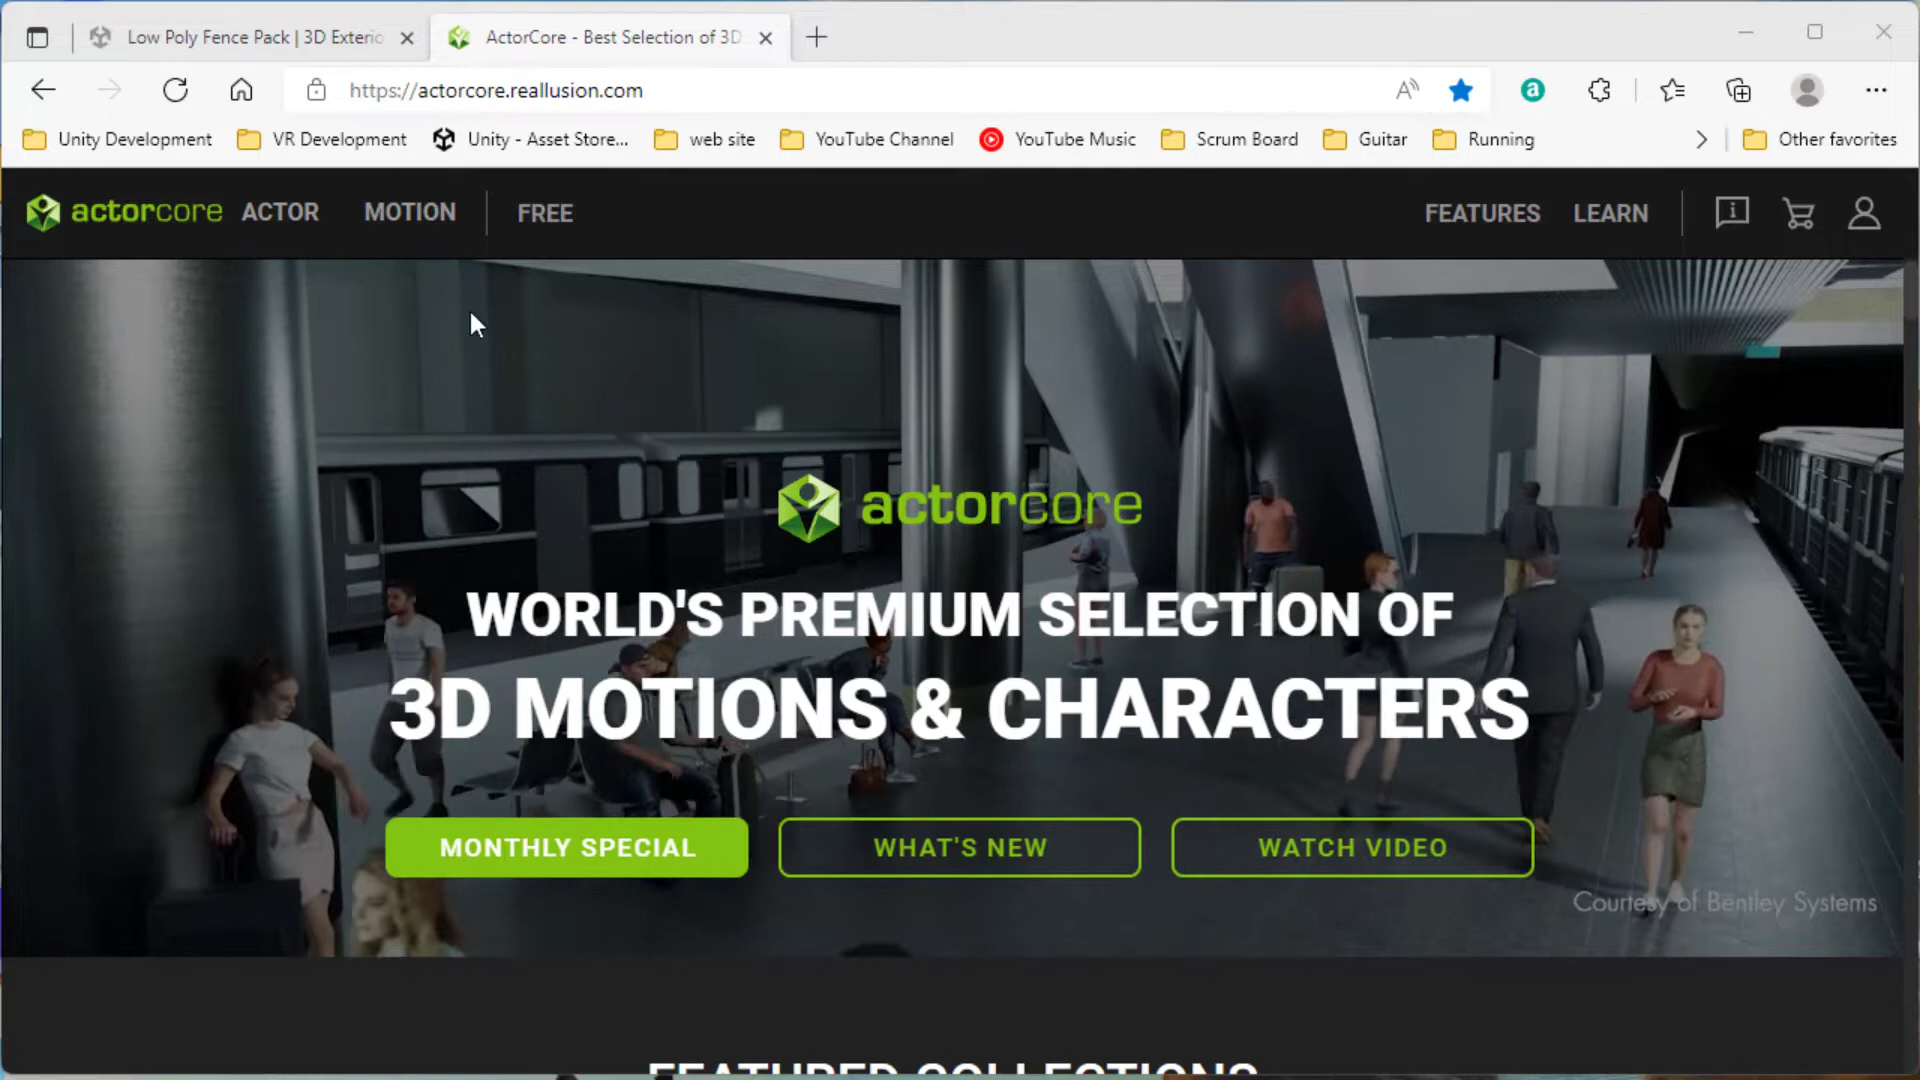 Low Poly Fence Pack | 3D Exterio
ActorCore - Best Selection of 3D
https://actorcore.reallusion.com
Unity Development
VR Development
Unity - Asset Store...
web site
YouTube Channel
YouTube Music
Scrum Board
Guitar
Running
Other favorites
actorcore
ACTOR
MOTION
FREE
FEATURES
LEARN
actorcore
WORLD'S PREMIUM SELECTION OF
3D MOTIONS & CHARACTERS
MONTHLY SPECIAL
WHAT'S NEW
WATCH VIDEO
Courtesy of Bentley Systems
FEATURED COLLECTIONS